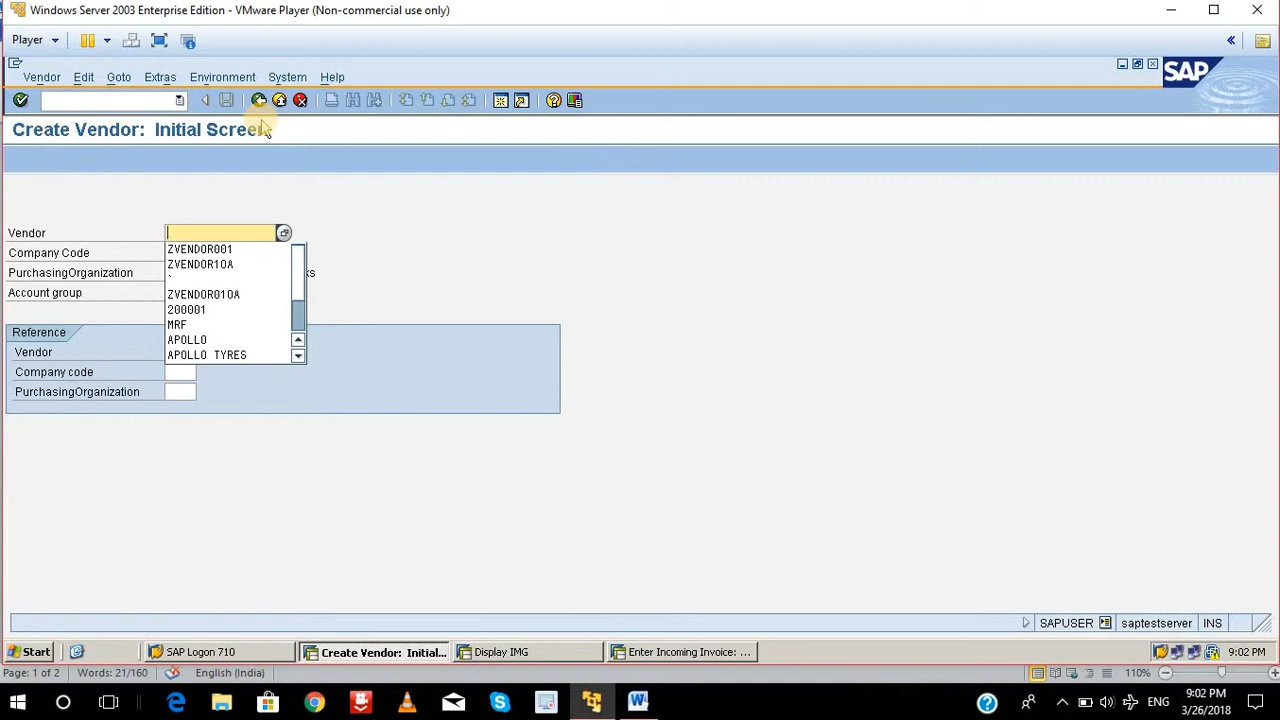 Windows Server 2003 Enterprise Edition - VMware Player (Non-commercial use only)
Player
Vendor Edit Goto Extras Environment System Help
SAP
Create Vendor: Initial Screen
Vendor
Company Code
PurchasingOrganization
Account group
ZVENDOR001
ZVENDOR10A
`
ZVENDOR010A
200001
MRF
APOLLO
APOLLO TYRES
Reference
Vendor
Company code
PurchasingOrganization
SAPUSER saptestserver INS
Start SAP Logon 710 Create Vendor: Initial... Display IMG Enter Incoming Invoice: ... 9:02 PM
Page: 1 of 2 Words: 21/160 English (India) 110%
ENG 9:02 PM
3/26/2018